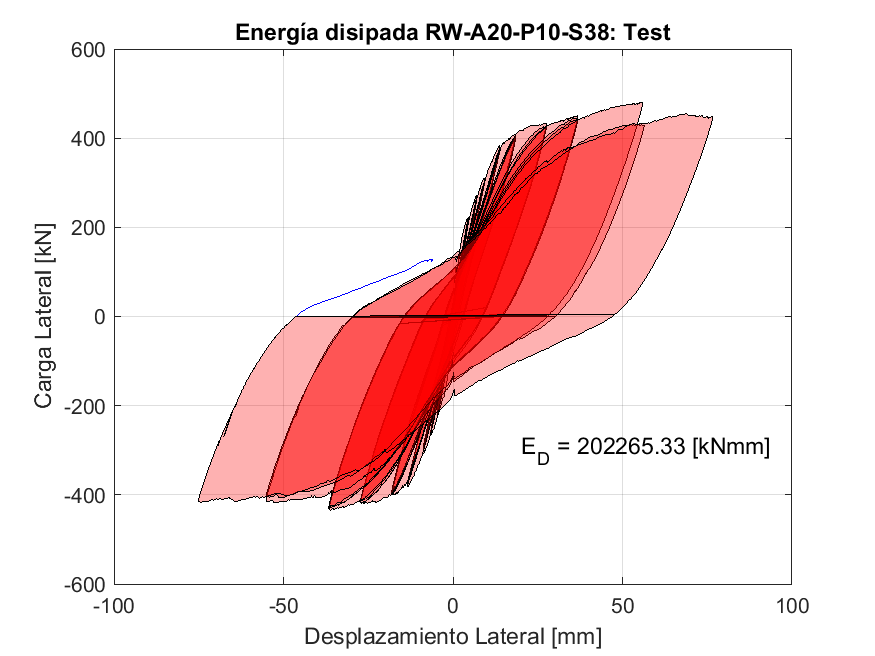 Energía disipada RW-A20-P10-S38: Test
600
400
200
0
-200
-400
-600
Carga Lateral [kN]
E_D = 202265.33 [kNmm]
-100 -50 0 50 100
Desplazamiento Lateral [mm]